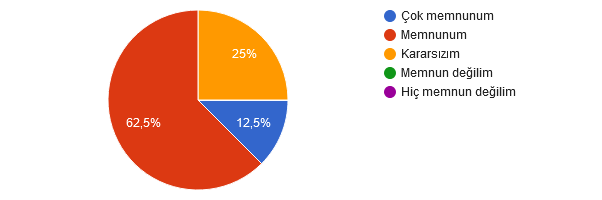 Çok memnunum
Memnunum
Kararsızım
Memnun değilim
Hiç memnun değilim
25%
62,5%
12,5%